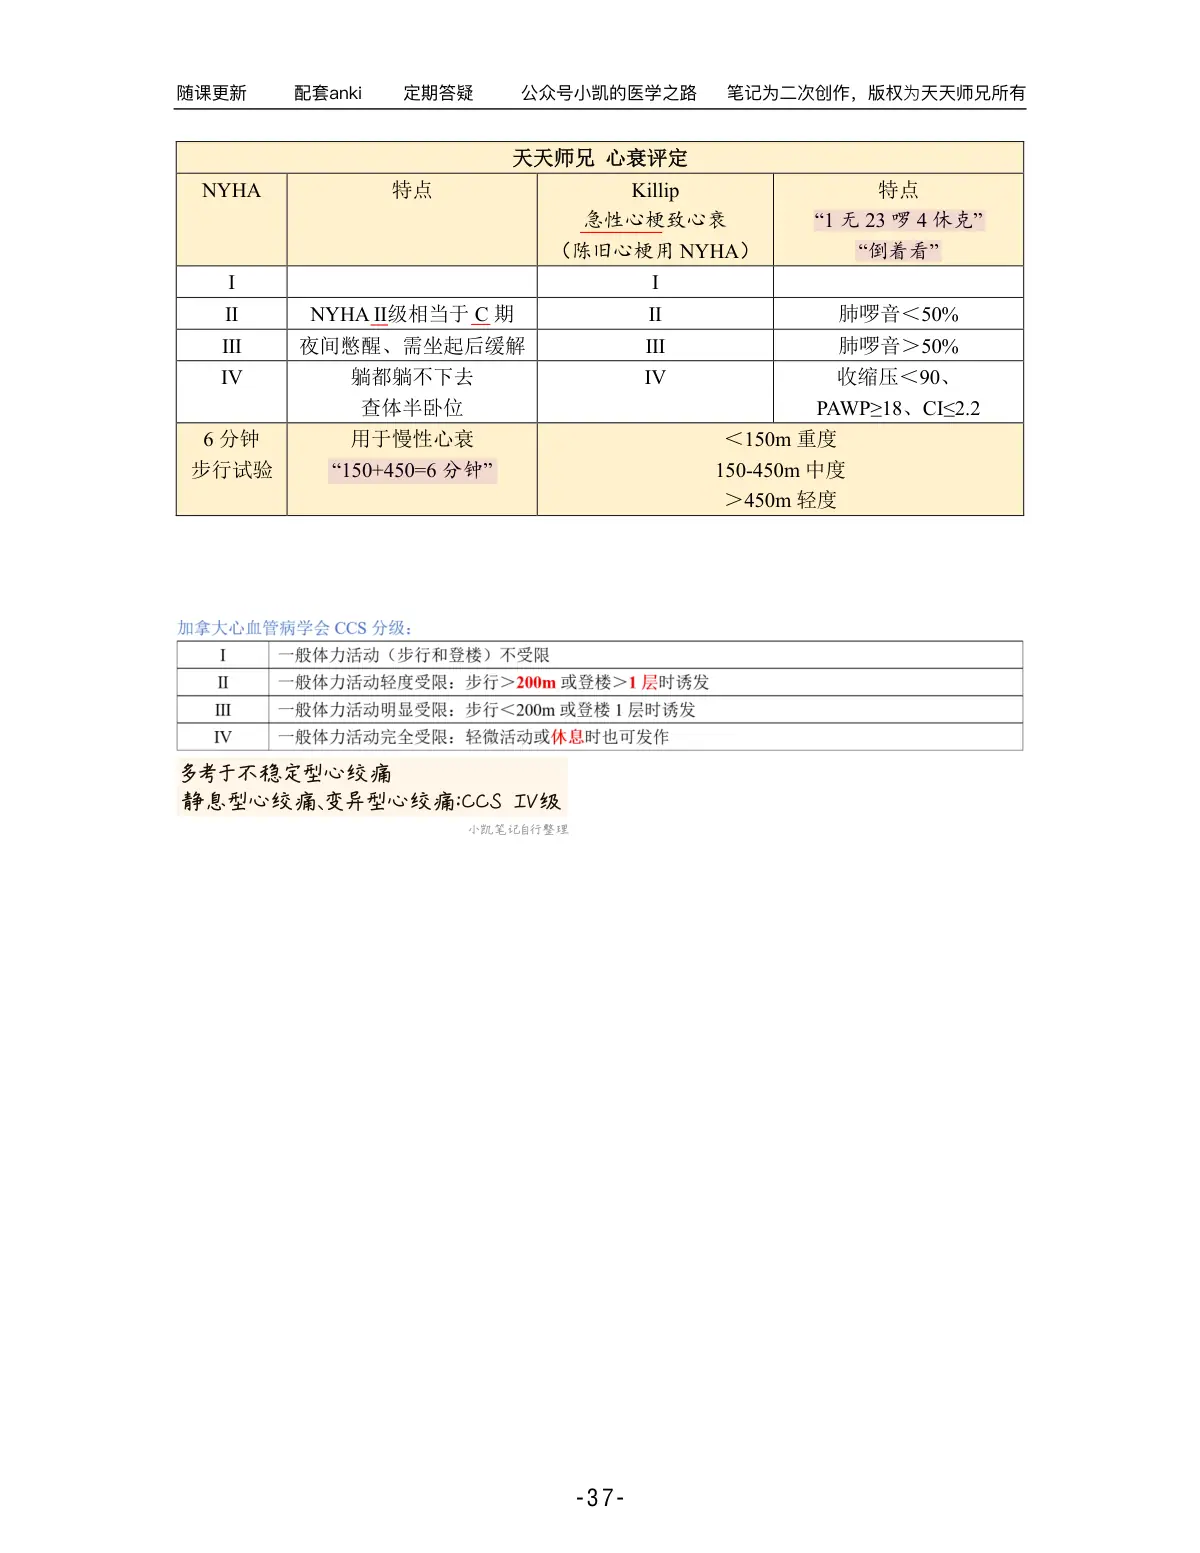 随课更新 配套anki 定期答疑 公众号小凯的医学之路 笔记为二次创作，版权为天天师兄所有
天天师兄 心衰评定
NYHA 特点 Killip 特点
急性心梗致心衰 “1 无 23 啰 4 休克”
（陈旧心梗用 NYHA） “倒着看”
I I
II NYHA II级相当于 C 期 II 肺啰音＜50%
III 夜间憋醒、需坐起后缓解 III 肺啰音＞50%
IV 躺都躺不下去 IV 收缩压＜90、
查体半卧位 PAWP≥18、CI≤2.2
6 分钟 用于慢性心衰 ＜150m 重度
步行试验 “150+450=6 分钟” 150-450m 中度
＞450m 轻度
加拿大心血管病学会 CCS 分级：
I 一般体力活动（步行和登楼）不受限
II 一般体力活动轻度受限：步行＞200m 或登楼＞1 层时诱发
III 一般体力活动明显受限：步行＜200m 或登楼 1 层时诱发
IV 一般体力活动完全受限：轻微活动或休息时也可发作
多考于不稳定型心绞痛
静息型心绞痛、变异型心绞痛：CCS IV级
小凯笔记自行整理
-37-